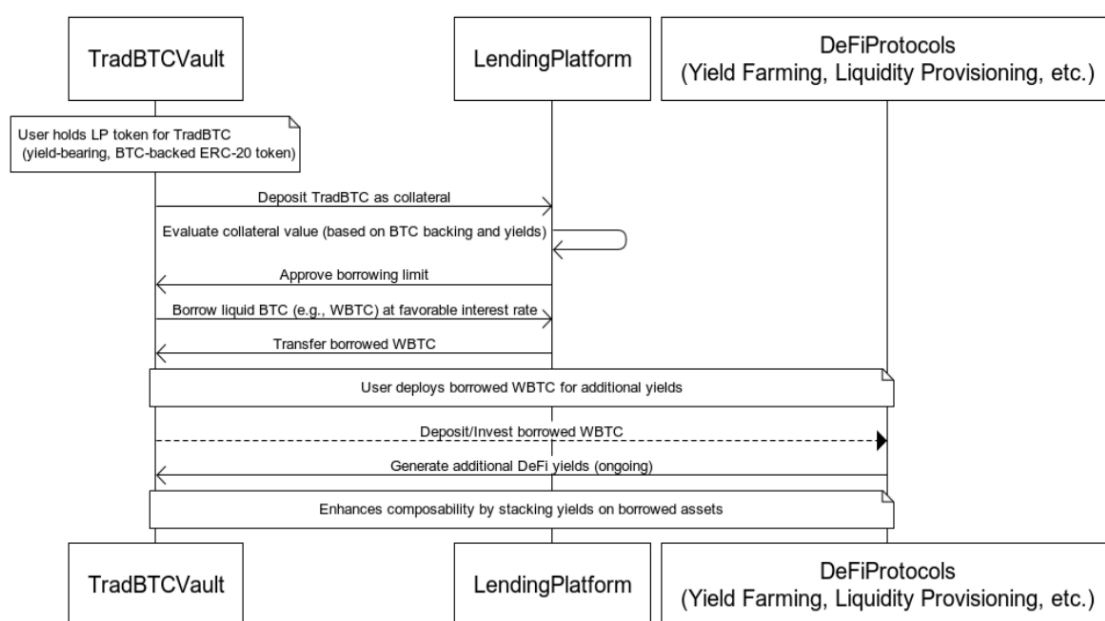 TradBTCVault
LendingPlatform
DeFiProtocols
(Yield Farming, Liquidity Provisioning, etc.)
User holds LP token for TradBTC
(yield-bearing, BTC-backed ERC-20 token)
Deposit TradBTC as collateral
Evaluate collateral value (based on BTC backing and yields)
Approve borrowing limit
Borrow liquid BTC (e.g., WBTC) at favorable interest rate
Transfer borrowed WBTC
User deploys borrowed WBTC for additional yields
Deposit/Invest borrowed WBTC
Generate additional DeFi yields (ongoing)
Enhances composability by stacking yields on borrowed assets
TradBTCVault
LendingPlatform
DeFiProtocols
(Yield Farming, Liquidity Provisioning, etc.)